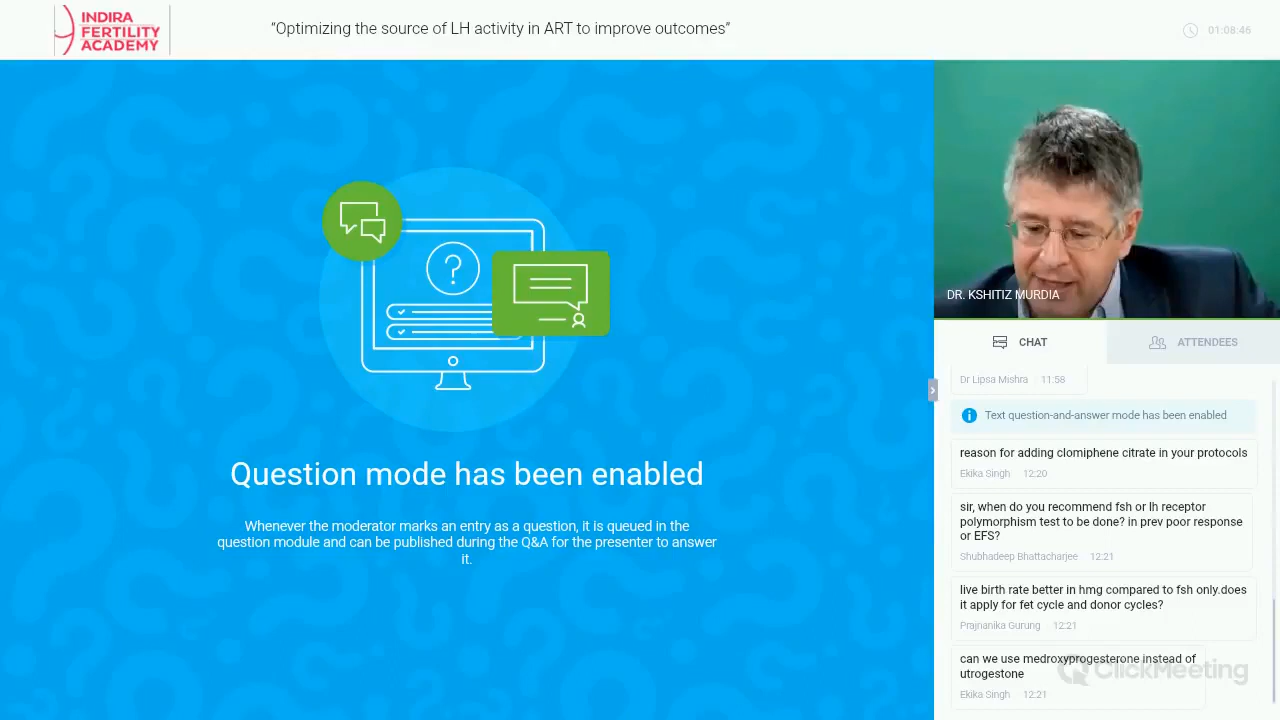 INDIRA
FERTILITY
ACADEMY
“Optimizing the source of LH activity in ART to improve outcomes”
01:08:46
?
Question mode has been enabled
Whenever the moderator marks an entry as a question, it is queued in the
question module and can be published during the Q&A for the presenter to answer
it.
DR. KSHITIZ MURDIA
CHAT
ATTENDEES
Dr Lipsa Mishra 11:58
Text question-and-answer mode has been enabled
reason for adding clomiphene citrate in your protocols
Ekika Singh 12:20
sir, when do you recommend fsh or lh receptor
polymorphism test to be done? in prev poor response
or EFS?
Shubhadeep Bhattacharjee 12:21
live birth rate better in hmg compared to fsh only.does
it apply for fet cycle and donor cycles?
Prajnanika Gurung 12:21
can we use medroxyprogesterone instead of
utrogestone
Ekika Singh 12:21
ClickMeeting